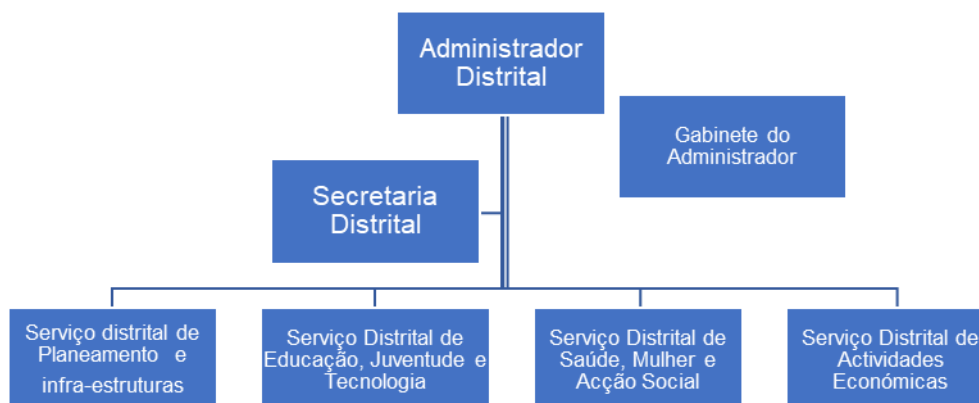 Administrador
Distrital
Gabinete do
Administrador
Secretaria
Distrital
Serviço distrital de
Planeamento e
infra-estruturas
Serviço Distrital de
Educação, Juventude e
Tecnologia
Serviço Distrital de
Saúde, Mulher e
Acção Social
Serviço Distrital de
Actividades
Económicas